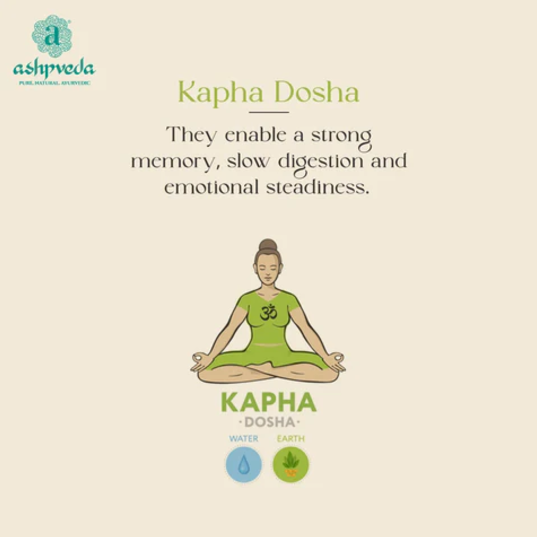 a
ashpveda
PURE. NATURAL. AYURVEDIC.
Kapha Dosha
They enable a strong
memory, slow digestion and
emotional steadiness.
ॐ
KAPHA
·DOSHA·
WATER EARTH